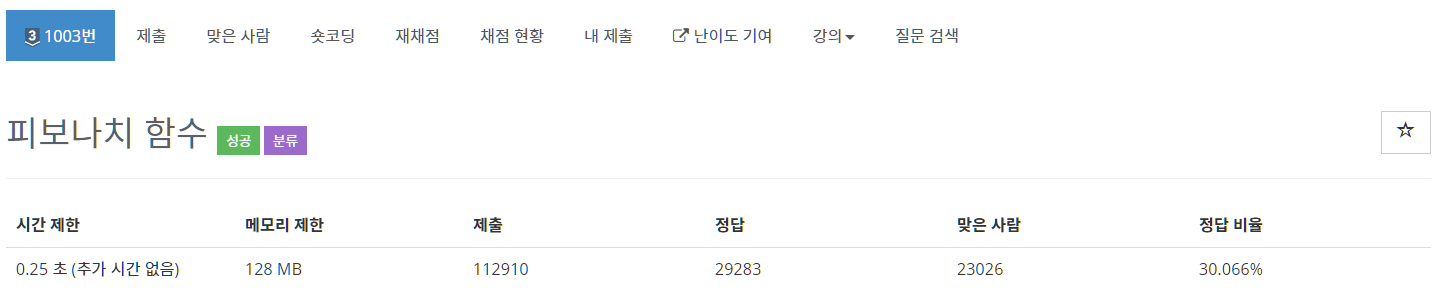 3 1003번 제출 맞은 사람 숏코딩 재채점 채점 현황 내 제출 난이도 기여 강의 질문 검색
피보나치 함수 성공 분류
시간 제한 메모리 제한 제출 정답 맞은 사람 정답 비율
0.25 초 (추가 시간 없음) 128 MB 112910 29283 23026 30.066%